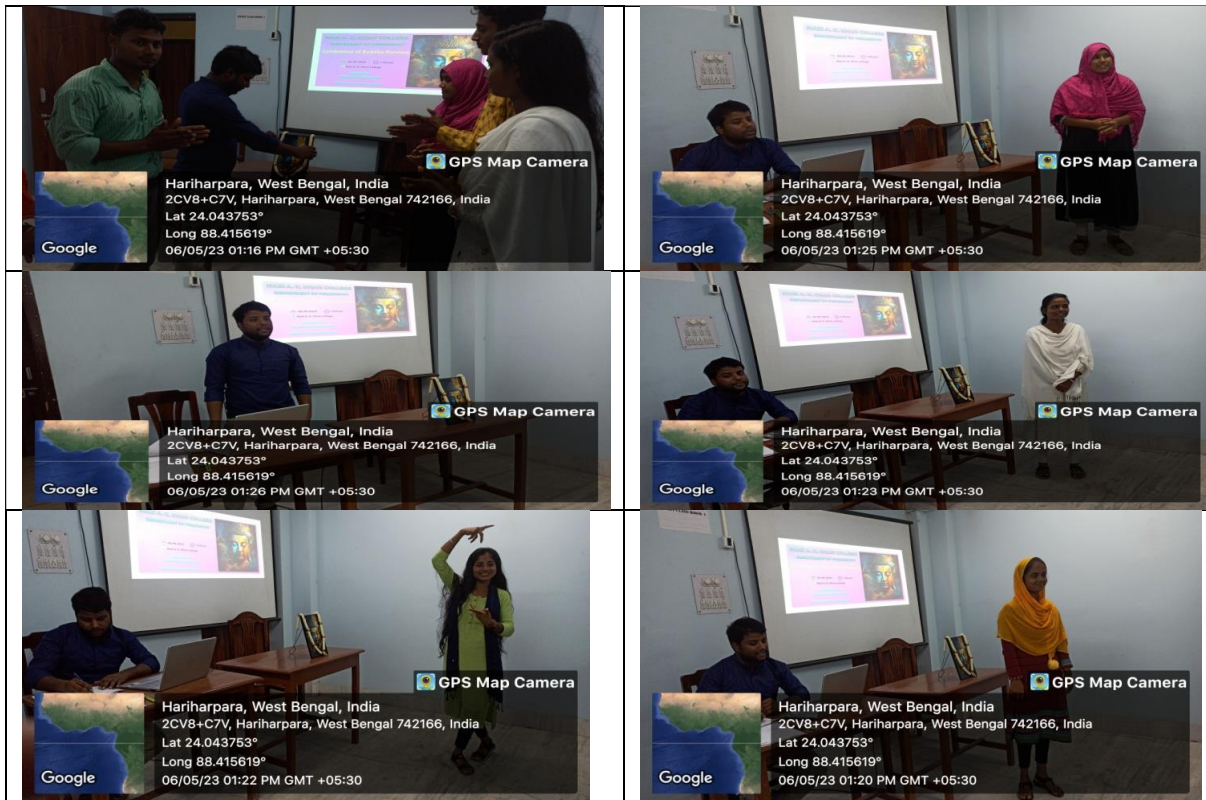 Celebration of Buddha Purnima
GPS Map Camera
Google
Hariharpara, West Bengal, India
2CV8+C7V, Hariharpara, West Bengal 742166, India
Lat 24.043753°
Long 88.415619°
06/05/23 01:16 PM GMT +05:30
GPS Map Camera
Google
Hariharpara, West Bengal, India
2CV8+C7V, Hariharpara, West Bengal 742166, India
Lat 24.043753°
Long 88.415619°
06/05/23 01:25 PM GMT +05:30
GPS Map Camera
Google
Hariharpara, West Bengal, India
2CV8+C7V, Hariharpara, West Bengal 742166, India
Lat 24.043753°
Long 88.415619°
06/05/23 01:26 PM GMT +05:30
GPS Map Camera
Google
Hariharpara, West Bengal, India
2CV8+C7V, Hariharpara, West Bengal 742166, India
Lat 24.043753°
Long 88.415619°
06/05/23 01:23 PM GMT +05:30
GPS Map Camera
Google
Hariharpara, West Bengal, India
2CV8+C7V, Hariharpara, West Bengal 742166, India
Lat 24.043753°
Long 88.415619°
06/05/23 01:22 PM GMT +05:30
GPS Map Camera
Google
Hariharpara, West Bengal, India
2CV8+C7V, Hariharpara, West Bengal 742166, India
Lat 24.043753°
Long 88.415619°
06/05/23 01:20 PM GMT +05:30